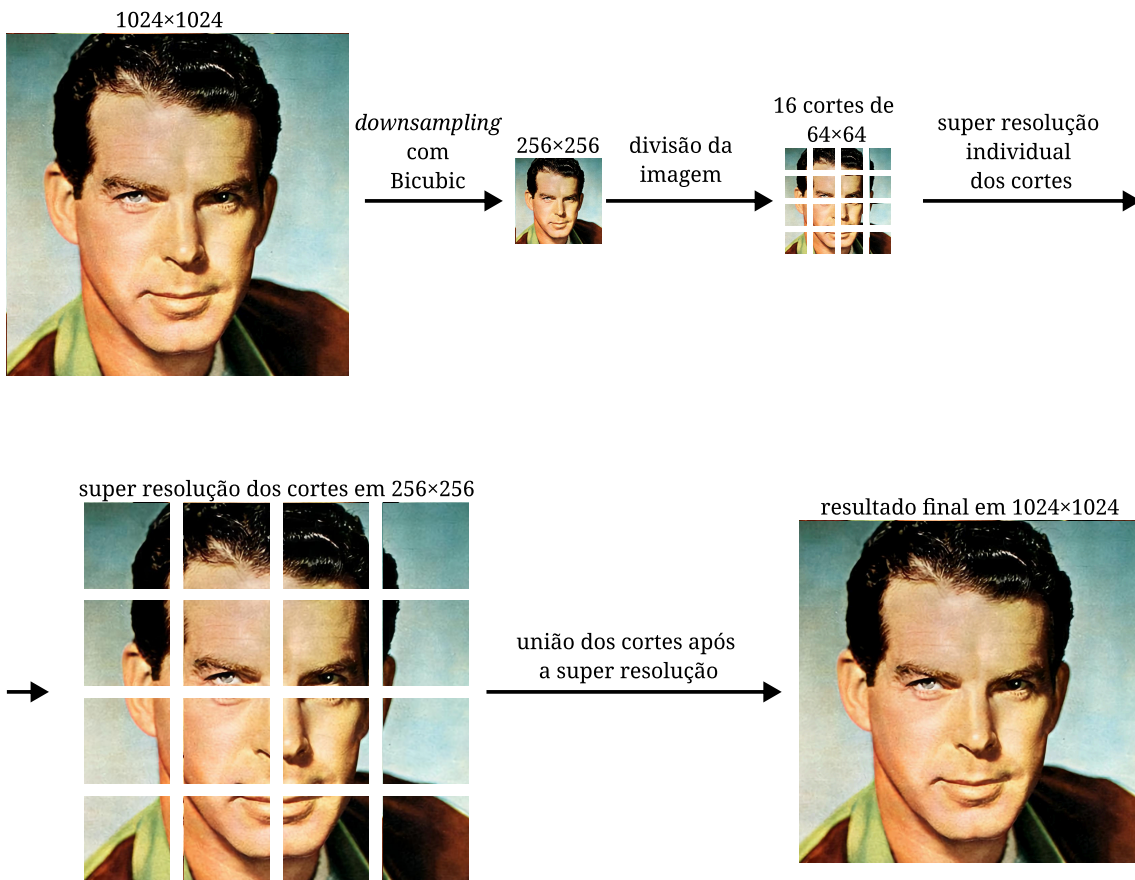 1024×1024
downsampling
com
Bicubic
256×256
divisão da
imagem
16 cortes de
64×64
super resolução
individual
dos cortes
super resolução dos cortes em 256×256
união dos cortes após
a super resolução
resultado final em 1024×1024